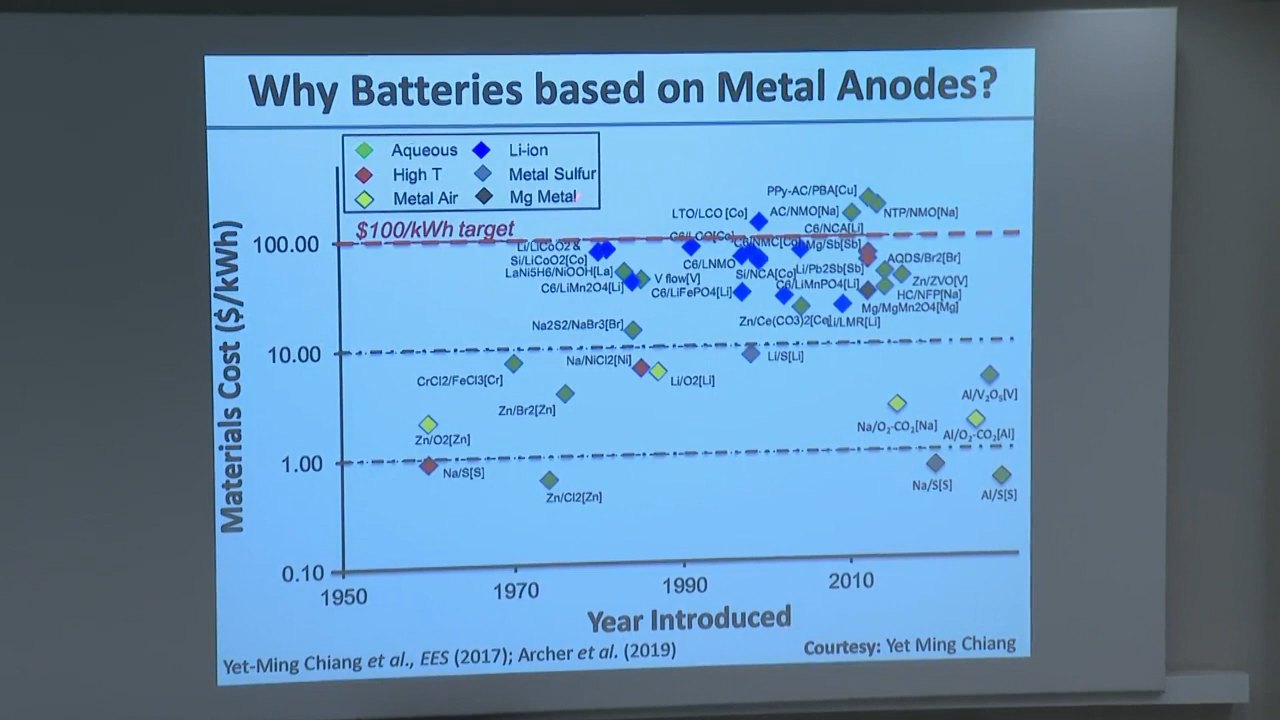 Why Batteries based on Metal Anodes?
Aqueous
Li-ion
High T
Metal Sulfur
Metal Air
Mg Metal
$100/kWh target
Materials Cost ($/kWh)
100.00
10.00
1.00
0.10
1950
1970
1990
2010
Year Introduced
PPy-AC/PBA[Cu]
LTO/LCO [Co]
AC/NMO[Na]
NTP/NMO[Na]
C6/NCA[Li]
C6/LCO[Co]
C6/NMC[Co]
Mg/Sb[Sb]
Li/LiCoO2 &
Si/LiCoO2[Co]
LaNi5H6/NiOOH[La]
C6/LiMn2O4[Li]
V flow[V]
C6/LNMO
C6/LiFePO4[Li]
Si/NCA[Co]
Li/Pb2Sb[Sb]
AQDS/Br2[Br]
C6/LiMnPO4[Li]
Zn/ZVO[V]
HC/NFP[Na]
Mg/MgMn2O4[Mg]
Zn/Ce(CO3)2[Ce]
Li/LMR[Li]
Na2S2/NaBr3[Br]
Na/NiCl2[Ni]
Li/O2[Li]
Li/S[Li]
CrCl2/FeCl3[Cr]
Zn/Br2[Zn]
Al/V₂O₅[V]
Zn/O2[Zn]
Na/O₂-CO₂[Na]
Al/O₂-CO₂[Al]
Na/S[S]
Zn/Cl2[Zn]
Na/S[S]
Al/S[S]
Yet-Ming Chiang et al., EES (2017); Archer et al. (2019)
Courtesy: Yet Ming Chiang